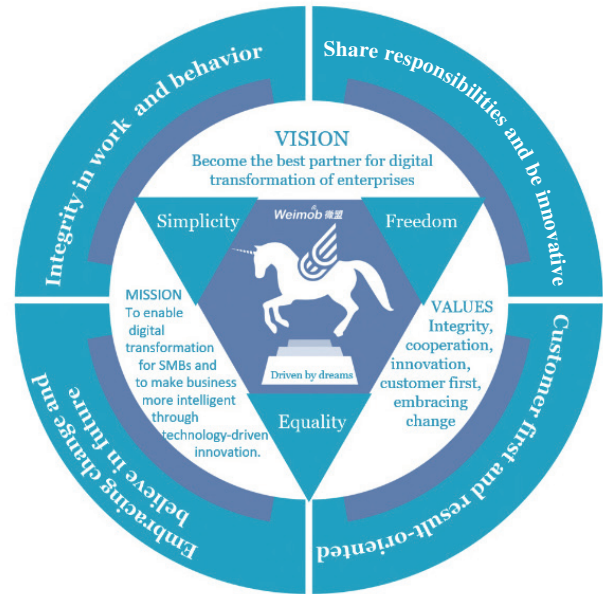 Integrity in work and behavior
Share responsibilities and be innovative
VISION
Become the best partner for digital
transformation of enterprises
Simplicity
Weimob 微盟
Freedom
MISSION
To enable
digital
transformation
for SMBs and
to make business
more intelligent
through
technology-driven
innovation.
VALUES
Integrity,
cooperation,
innovation,
customer first,
embracing
change
Driven by dreams
Equality
Embracing change and
believe in future
Customer first and result-oriented